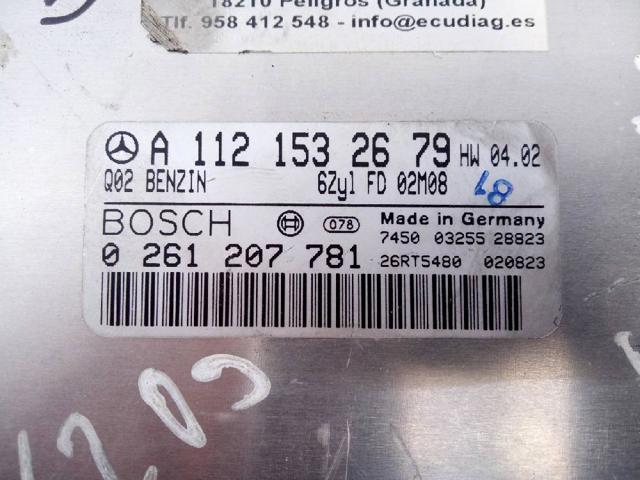 18210 Peligros (Granada)
Tlf. 958 412 548 - info@ecudiag.es
A 112 153 26 79 HW 04.02
Q02 BENZIN 6Zyl FD 02M08 18
BOSCH 078 Made in Germany
7450 03255 28823
0 261 207 781 26RT5480 020823